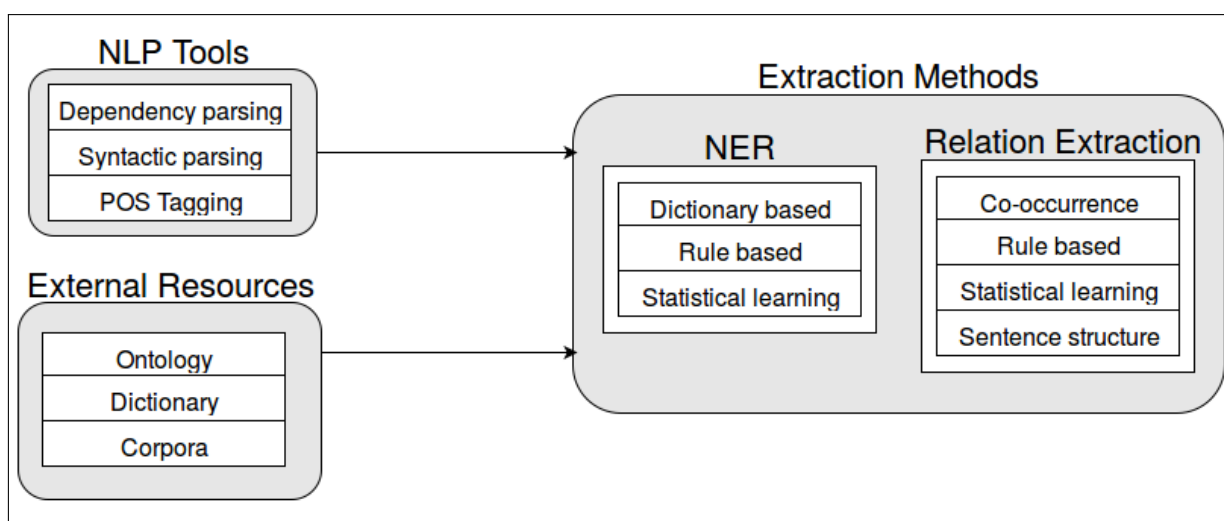 NLP Tools
Dependency parsing
Syntactic parsing
POS Tagging
External Resources
Ontology
Dictionary
Corpora
Extraction Methods
NER
Dictionary based
Rule based
Statistical learning
Relation Extraction
Co-occurrence
Rule based
Statistical learning
Sentence structure